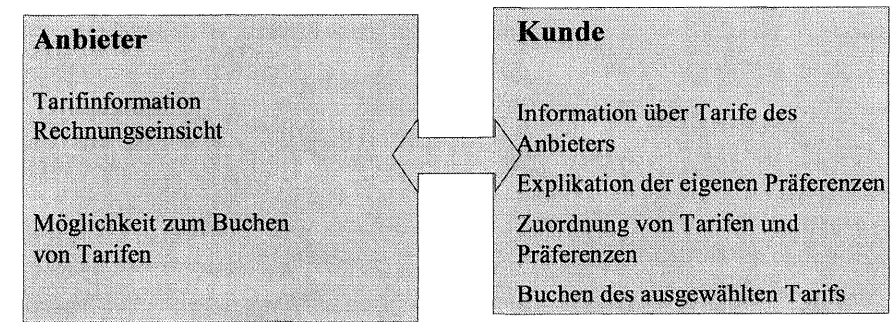 Anbieter
Tarifinformation
Rechnungseinsicht
Möglichkeit zum Buchen
von Tarifen
Kunde
Information über Tarife des
Anbieters
Explikation der eigenen Präferenzen
Zuordnung von Tarifen und
Präferenzen
Buchen des ausgewählten Tarifs